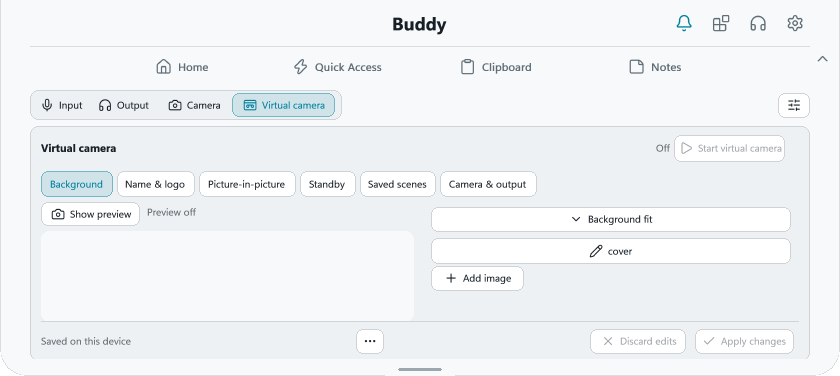 Buddy
Home Quick Access Clipboard Notes
Input Output Camera Virtual camera
Virtual camera Off Start virtual camera
Background Name & logo Picture-in-picture Standby Saved scenes Camera & output
Show preview Preview off
Background fit
cover
Add image
Saved on this device ... Discard edits Apply changes